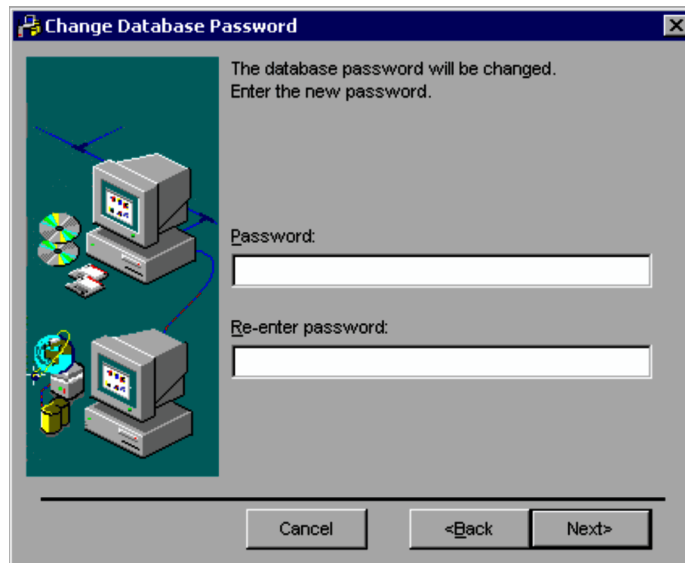 Change Database Password
The database password will be changed.
Enter the new password.
Password:
Re-enter password:
Cancel
<Back
Next>